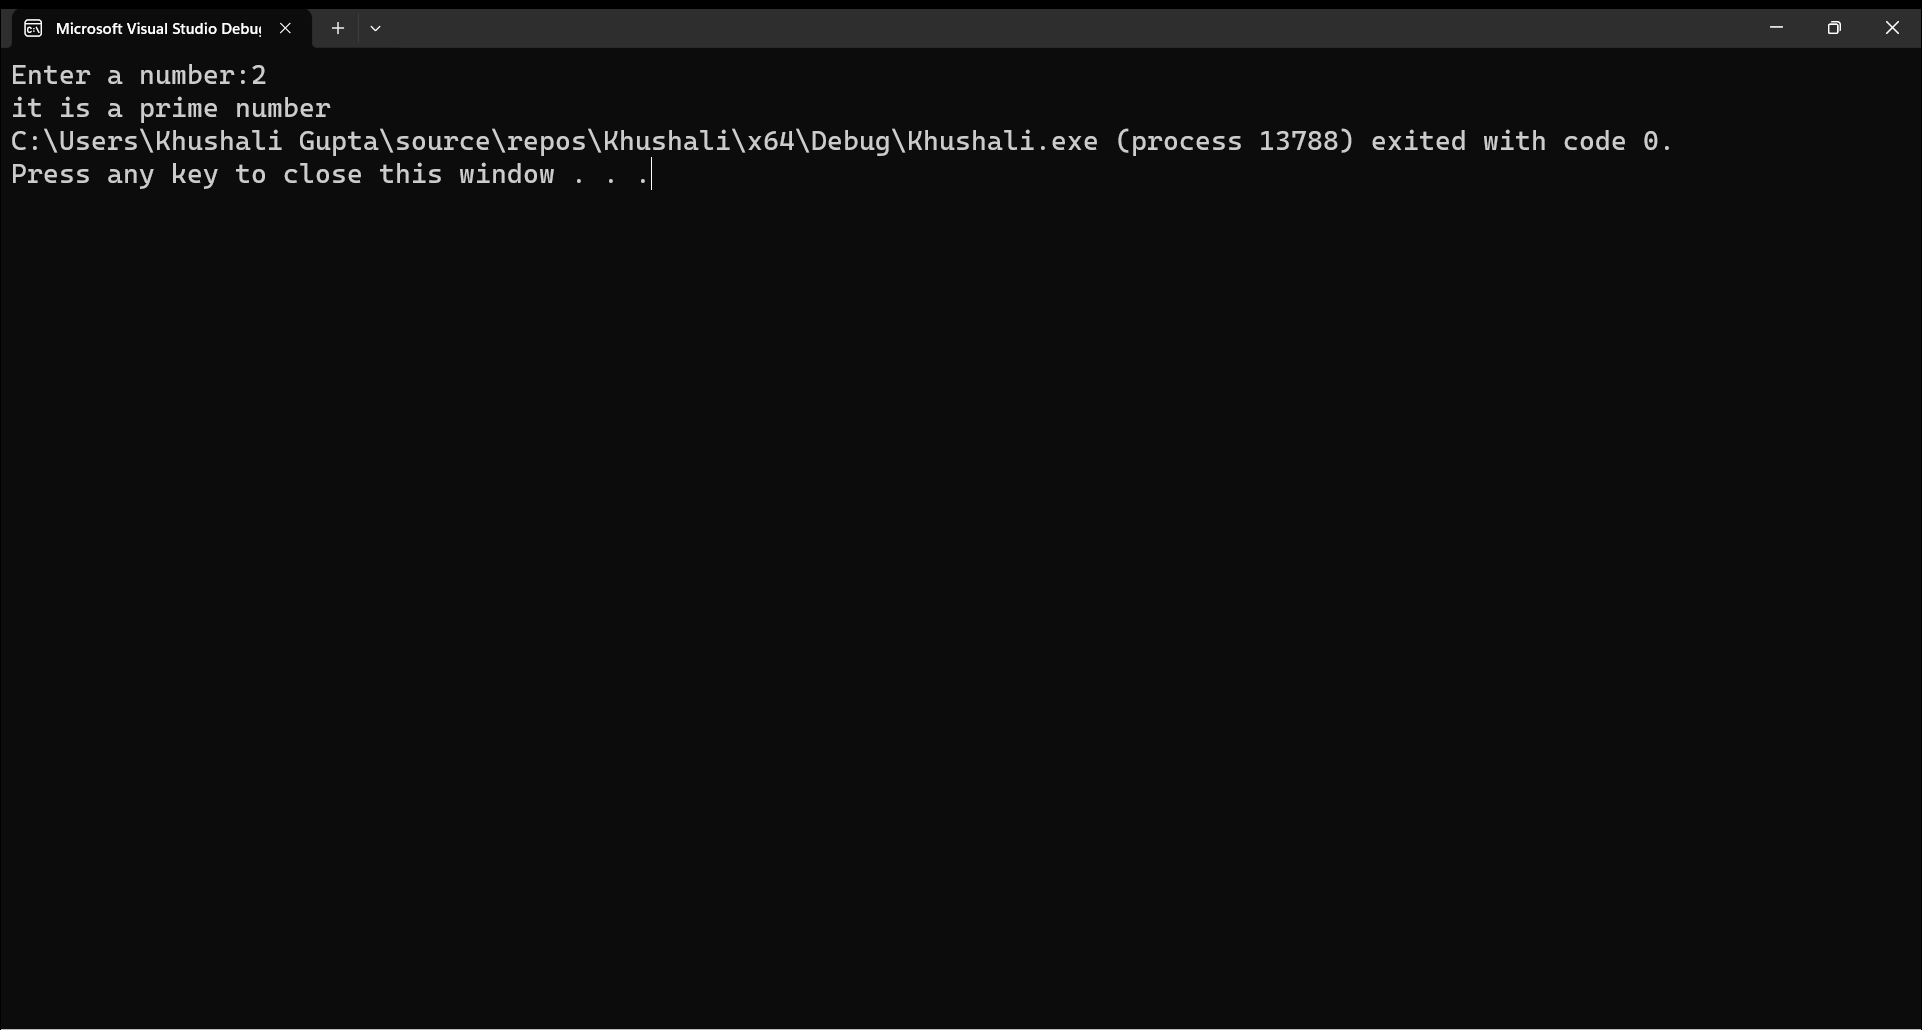 Microsoft Visual Studio Debu
Enter a number:2
it is a prime number
C:\Users\Khushali Gupta\source\repos\Khushali\x64\Debug\Khushali.exe (process 13788) exited with code 0.
Press any key to close this window . . .